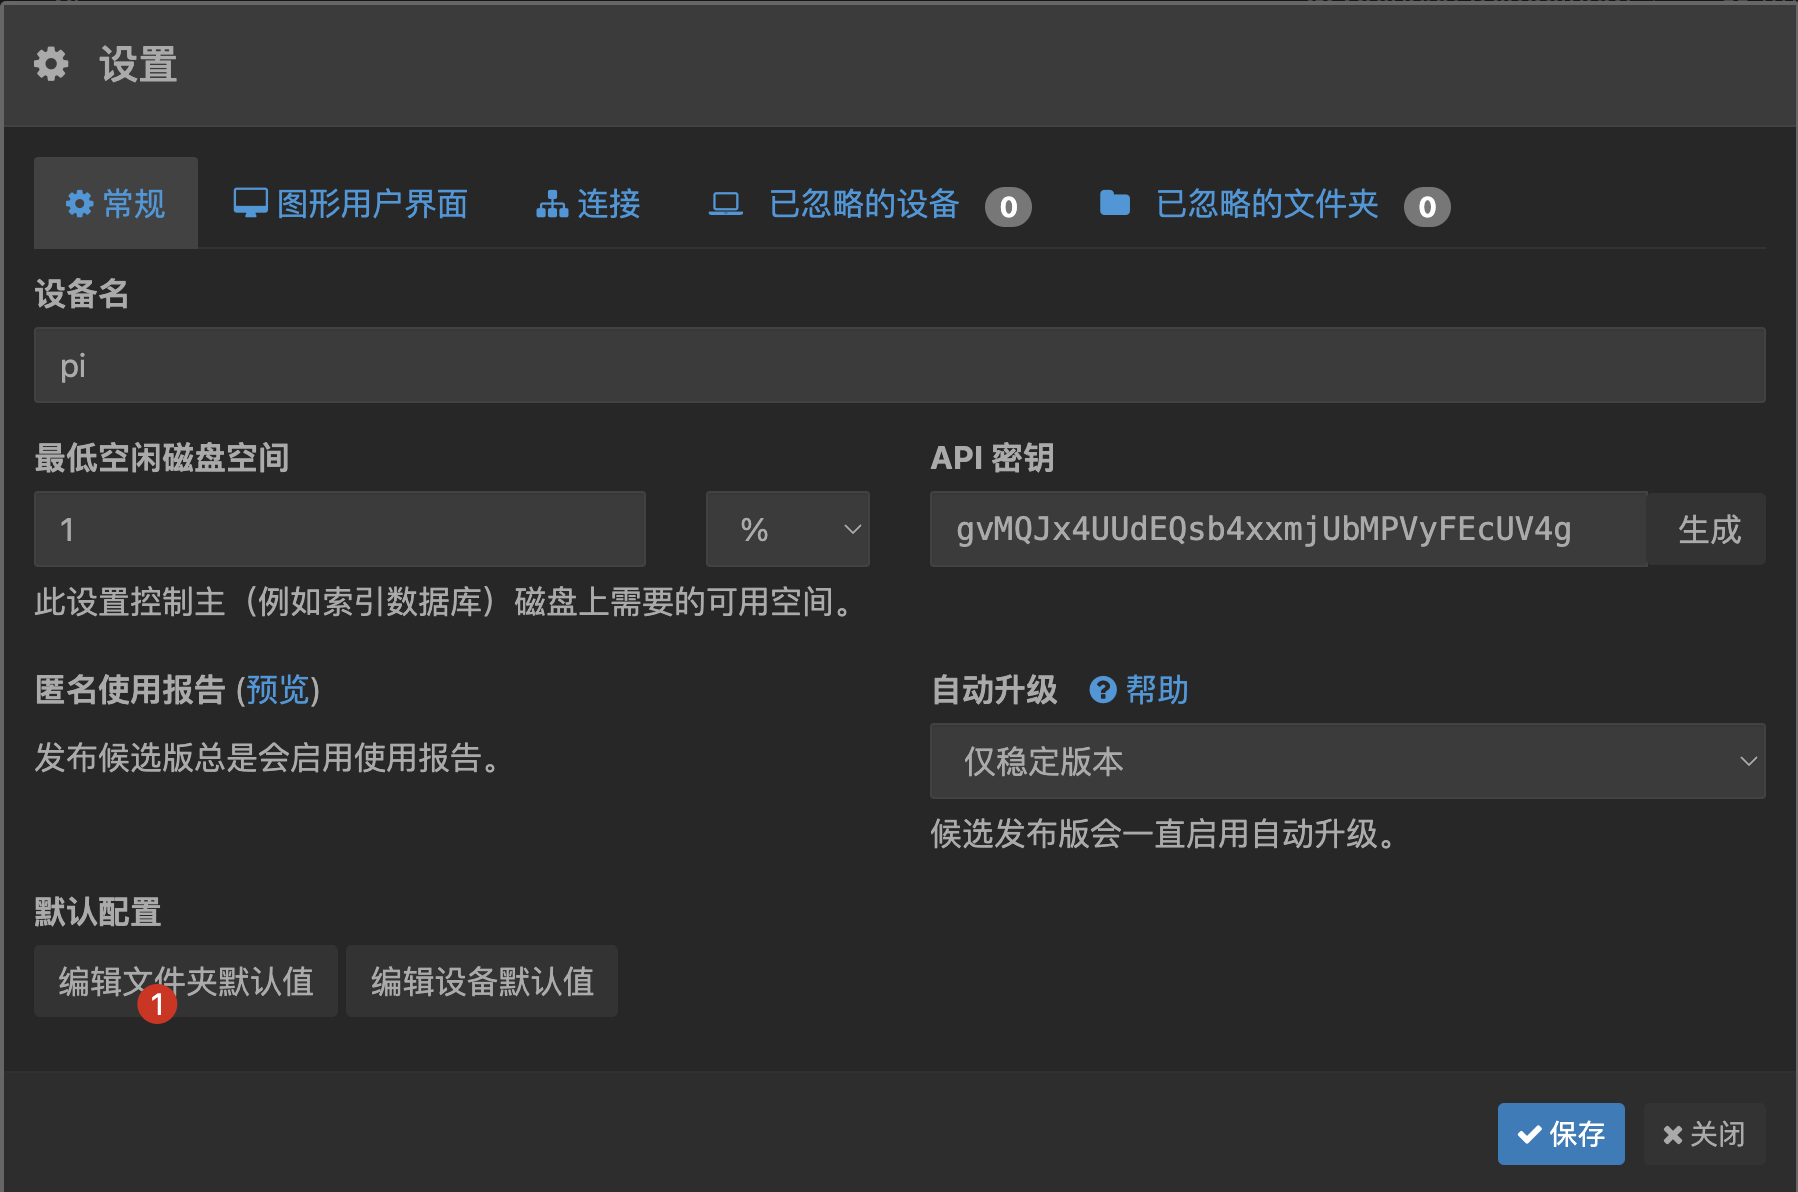 设置
常规 图形用户界面 连接 已忽略的设备 0 已忽略的文件夹 0
设备名
pi
最低空闲磁盘空间 API 密钥
1 % gvMQJx4UUdEQsb4xxmjUbMPVyFEcUV4g 生成
此设置控制主（例如索引数据库）磁盘上需要的可用空间。
匿名使用报告 (预览) 自动升级 帮助
发布候选版总是会启用使用报告。 仅稳定版本
候选发布版会一直启用自动升级。
默认配置
编辑文件夹默认值 编辑设备默认值
1
保存 关闭